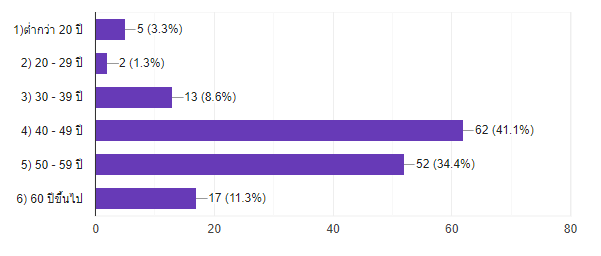 1)ต่ำกว่า 20 ปี 5 (3.3%)
2) 20 - 29 ปี 2 (1.3%)
3) 30 - 39 ปี 13 (8.6%)
4) 40 - 49 ปี 62 (41.1%)
5) 50 - 59 ปี 52 (34.4%)
6) 60 ปีขึ้นไป 17 (11.3%)
0 20 40 60 80